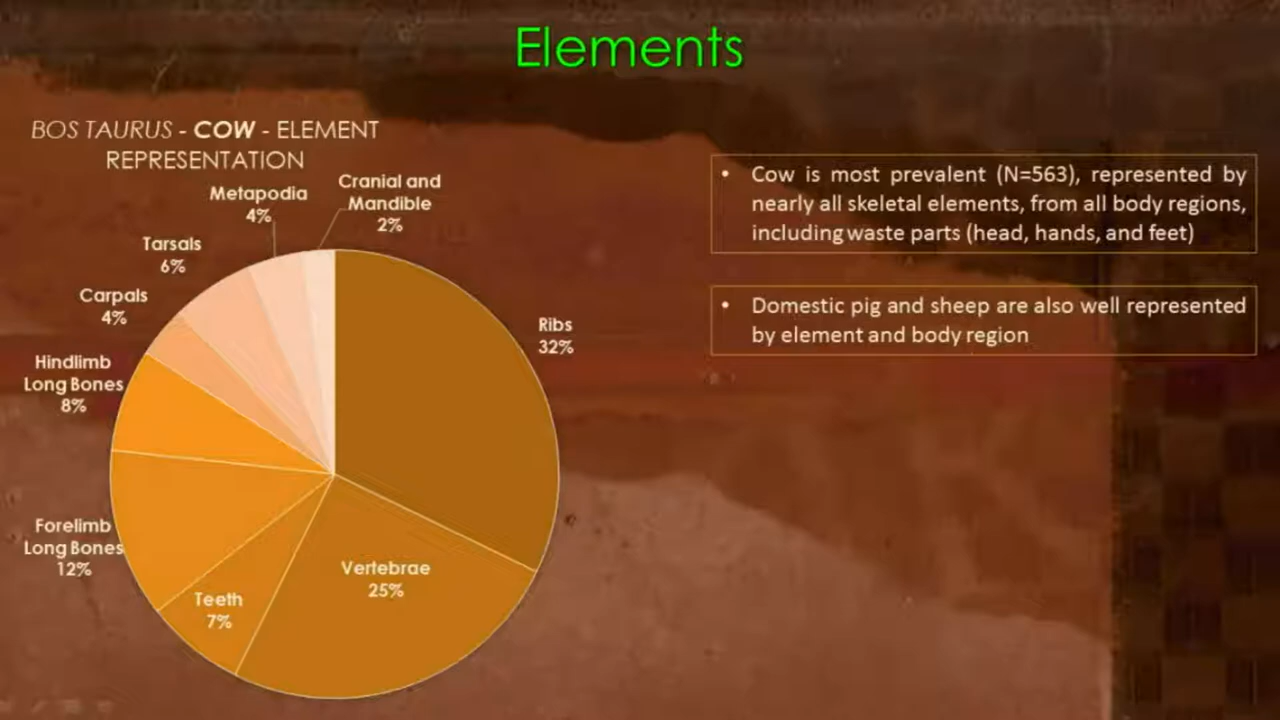 Elements
BOS TAURUS - COW - ELEMENT
REPRESENTATION
Cranial and
Mandible
2%
Metapodia
4%
Tarsals
6%
Carpals
4%
Hindlimb
Long Bones
8%
Forelimb
Long Bones
12%
Teeth
7%
Vertebrae
25%
Ribs
32%
• Cow is most prevalent (N=563), represented by
nearly all skeletal elements, from all body regions,
including waste parts (head, hands, and feet)
• Domestic pig and sheep are also well represented
by element and body region